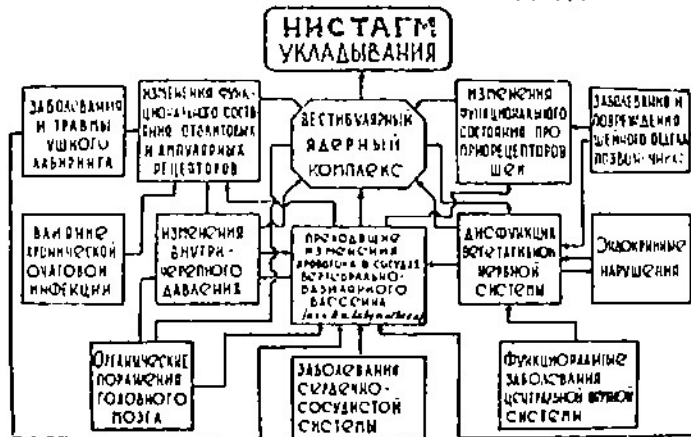 НИСТАГМ
УКЛАДЫВАНИЯ
ЗАБОЛЕВАНИЯ
И ТРАВМЫ
УШНОГО
ЛАБИРИНТА
ИЗМЕНЕНИЯ ФУНК-
ЦИОНАЛЬНОГО СОСТО-
ЯНИЯ ОТОЛИТОВЫХ
И АМПУЛЯРНЫХ
РЕЦЕПТОРОВ
ВЕСТИБУЛЯРНЫЙ
ЯДЕРНЫЙ
КОМПЛЕКС
ИЗМЕНЕНИЯ
ФУНКЦИОНАЛЬНОГО
СОСТОЯНИЯ ПРО-
ПРИОРЕЦЕПТОРОВ
ШЕИ
ЗАБОЛЕВАНИЯ И
ПОВРЕЖДЕНИЯ
ШЕЙНОГО ОТДЕЛА
ПОЗВОНОЧНИКА
ВЛИЯНИЕ
ХРОНИЧЕСКОЙ
ОЧАГОВОЙ
ИНФЕКЦИИ
ИЗМЕНЕНИЯ
ВНУТРИ-
ЧЕРЕПНОГО
ДАВЛЕНИЯ
ПРЕХОДЯЩИЕ
ИЗМЕНЕНИЯ
КРОВОТОКА В СОСУДАХ
ВЕРТЕБРАЛЬНО-
БАЗИЛЯРНОГО
БАССЕЙНА
ДИСФУНКЦИЯ
ВЕГЕТАТИВНОЙ
НЕРВНОЙ
СИСТЕМЫ
ЭНДОКРИННЫЕ
НАРУШЕНИЯ
ОРГАНИЧЕСКИЕ
ПОРАЖЕНИЯ
ГОЛОВНОГО
МОЗГА
ЗАБОЛЕВАНИЯ
СЕРДЕЧНО-
СОСУДИСТОЙ
СИСТЕМЫ
ФУНКЦИОНАЛЬНЫЕ
ЗАБОЛЕВАНИЯ
ЦЕНТРАЛЬНОЙ НЕРВНОЙ
СИСТЕМЫ